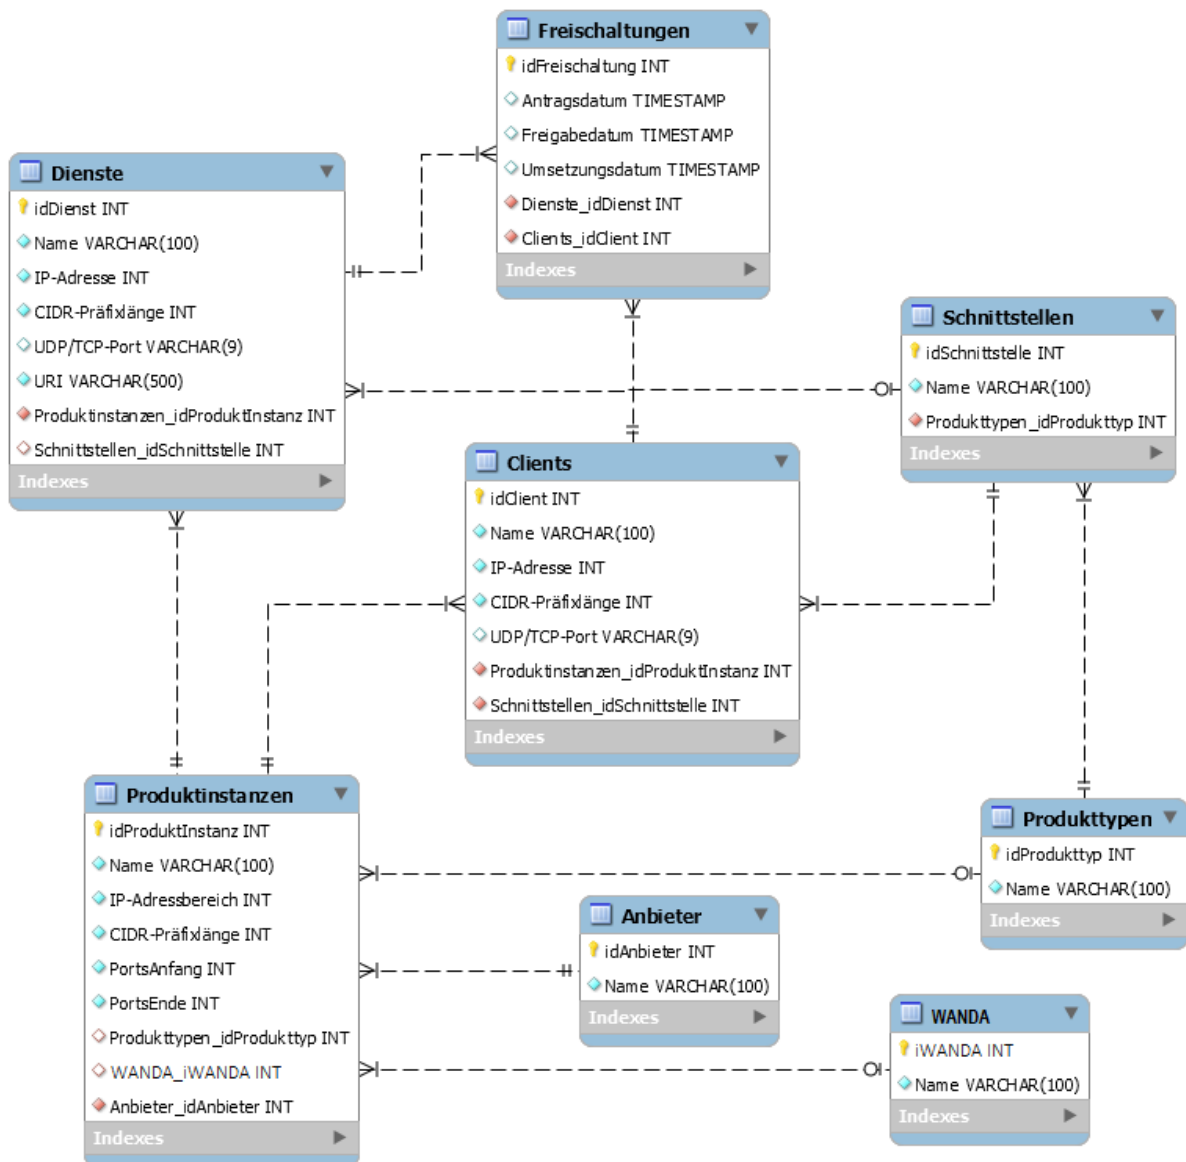 Freischaltungen
idFreischaltung INT
Antragsdatum TIMESTAMP
Freigabedatum TIMESTAMP
Umsetzungsdatum TIMESTAMP
Dienste_idDienst INT
Clients_idClient INT
Indexes
Dienste
idDienst INT
Name VARCHAR(100)
IP-Adresse INT
CIDR-Präfixlänge INT
UDP/TCP-Port VARCHAR(9)
URI VARCHAR(500)
Produktinstanzen_idProduktInstanz INT
Schnittstellen_idSchnittstelle INT
Indexes
Schnittstellen
idSchnittstelle INT
Name VARCHAR(100)
Produkttypen_idProdukttyp INT
Indexes
Clients
idClient INT
Name VARCHAR(100)
IP-Adresse INT
CIDR-Präfixlänge INT
UDP/TCP-Port VARCHAR(9)
Produktinstanzen_idProduktInstanz INT
Schnittstellen_idSchnittstelle INT
Indexes
Produktinstanzen
idProduktInstanz INT
Name VARCHAR(100)
IP-Adressbereich INT
CIDR-Präfixlänge INT
PortsAnfang INT
PortsEnde INT
Produkttypen_idProdukttyp INT
WANDA_iWANDA INT
Anbieter_idAnbieter INT
Indexes
Produkttypen
idProdukttyp INT
Name VARCHAR(100)
Indexes
Anbieter
idAnbieter INT
Name VARCHAR(100)
Indexes
WANDA
iWANDA INT
Name VARCHAR(100)
Indexes